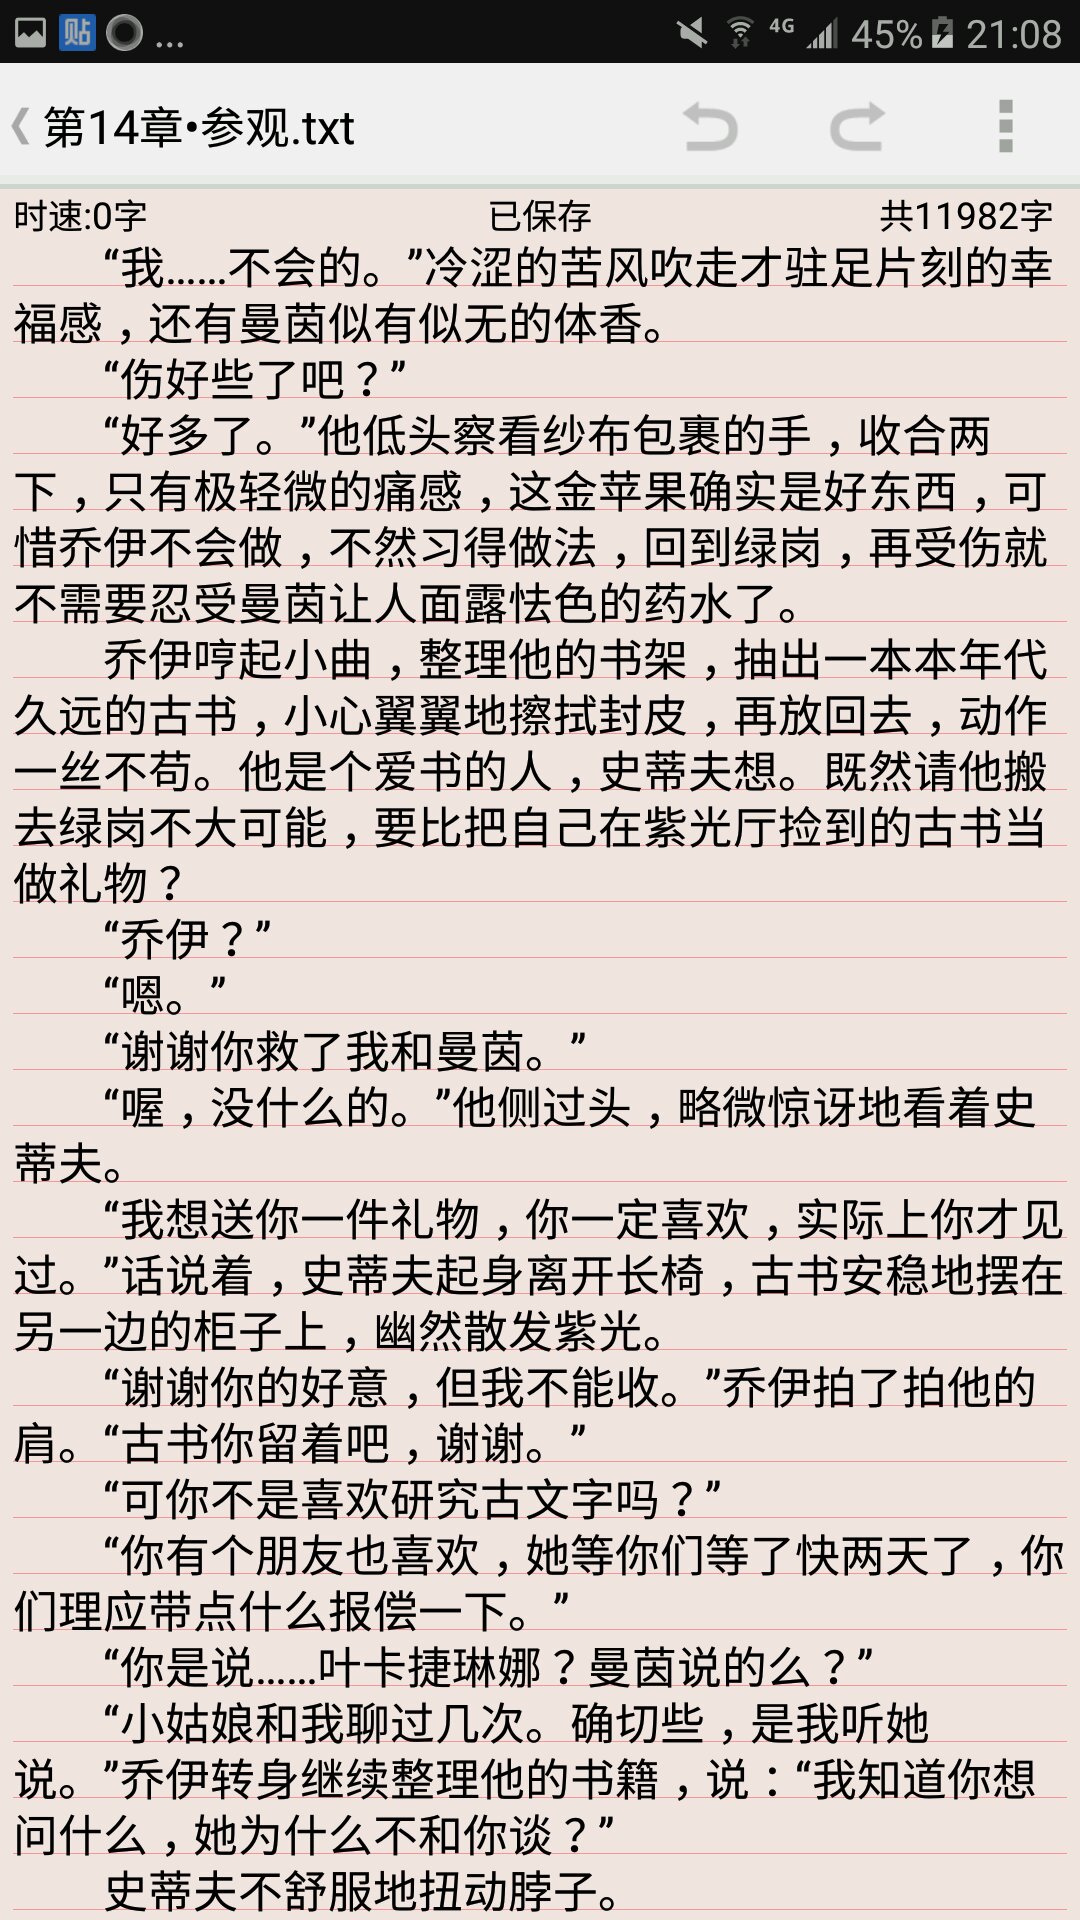 贴 ... 4G 45% 21:08
第14章•参观.txt
时速:0字 已保存 共11982字
“我……不会的。”冷涩的苦风吹走才驻足片刻的幸
福感，还有曼茵似有似无的体香。
“伤好些了吧？”
“好多了。”他低头察看纱布包裹的手，收合两
下，只有极轻微的痛感，这金苹果确实是好东西，可
惜乔伊不会做，不然习得做法，回到绿岗，再受伤就
不需要忍受曼茵让人面露怯色的药水了。
乔伊哼起小曲，整理他的书架，抽出一本本年代
久远的古书，小心翼翼地擦拭封皮，再放回去，动作
一丝不苟。他是个爱书的人，史蒂夫想。既然请他搬
去绿岗不大可能，要比把自己在紫光厅捡到的古书当
做礼物？
“乔伊？”
“嗯。”
“谢谢你救了我和曼茵。”
“喔，没什么的。”他侧过头，略微惊讶地看着史
蒂夫。
“我想送你一件礼物，你一定喜欢，实际上你才见
过。”话说着，史蒂夫起身离开长椅，古书安稳地摆在
另一边的柜子上，幽然散发紫光。
“谢谢你的好意，但我不能收。”乔伊拍了拍他的
肩。“古书你留着吧，谢谢。”
“可你不是喜欢研究古文字吗？”
“你有个朋友也喜欢，她等你们等了快两天了，你
们理应带点什么报偿一下。”
“你是说……叶卡捷琳娜？曼茵说的么？”
“小姑娘和我聊过几次。确切些，是我听她
说。”乔伊转身继续整理他的书籍，说：“我知道你想
问什么，她为什么不和你谈？”
史蒂夫不舒服地扭动脖子。